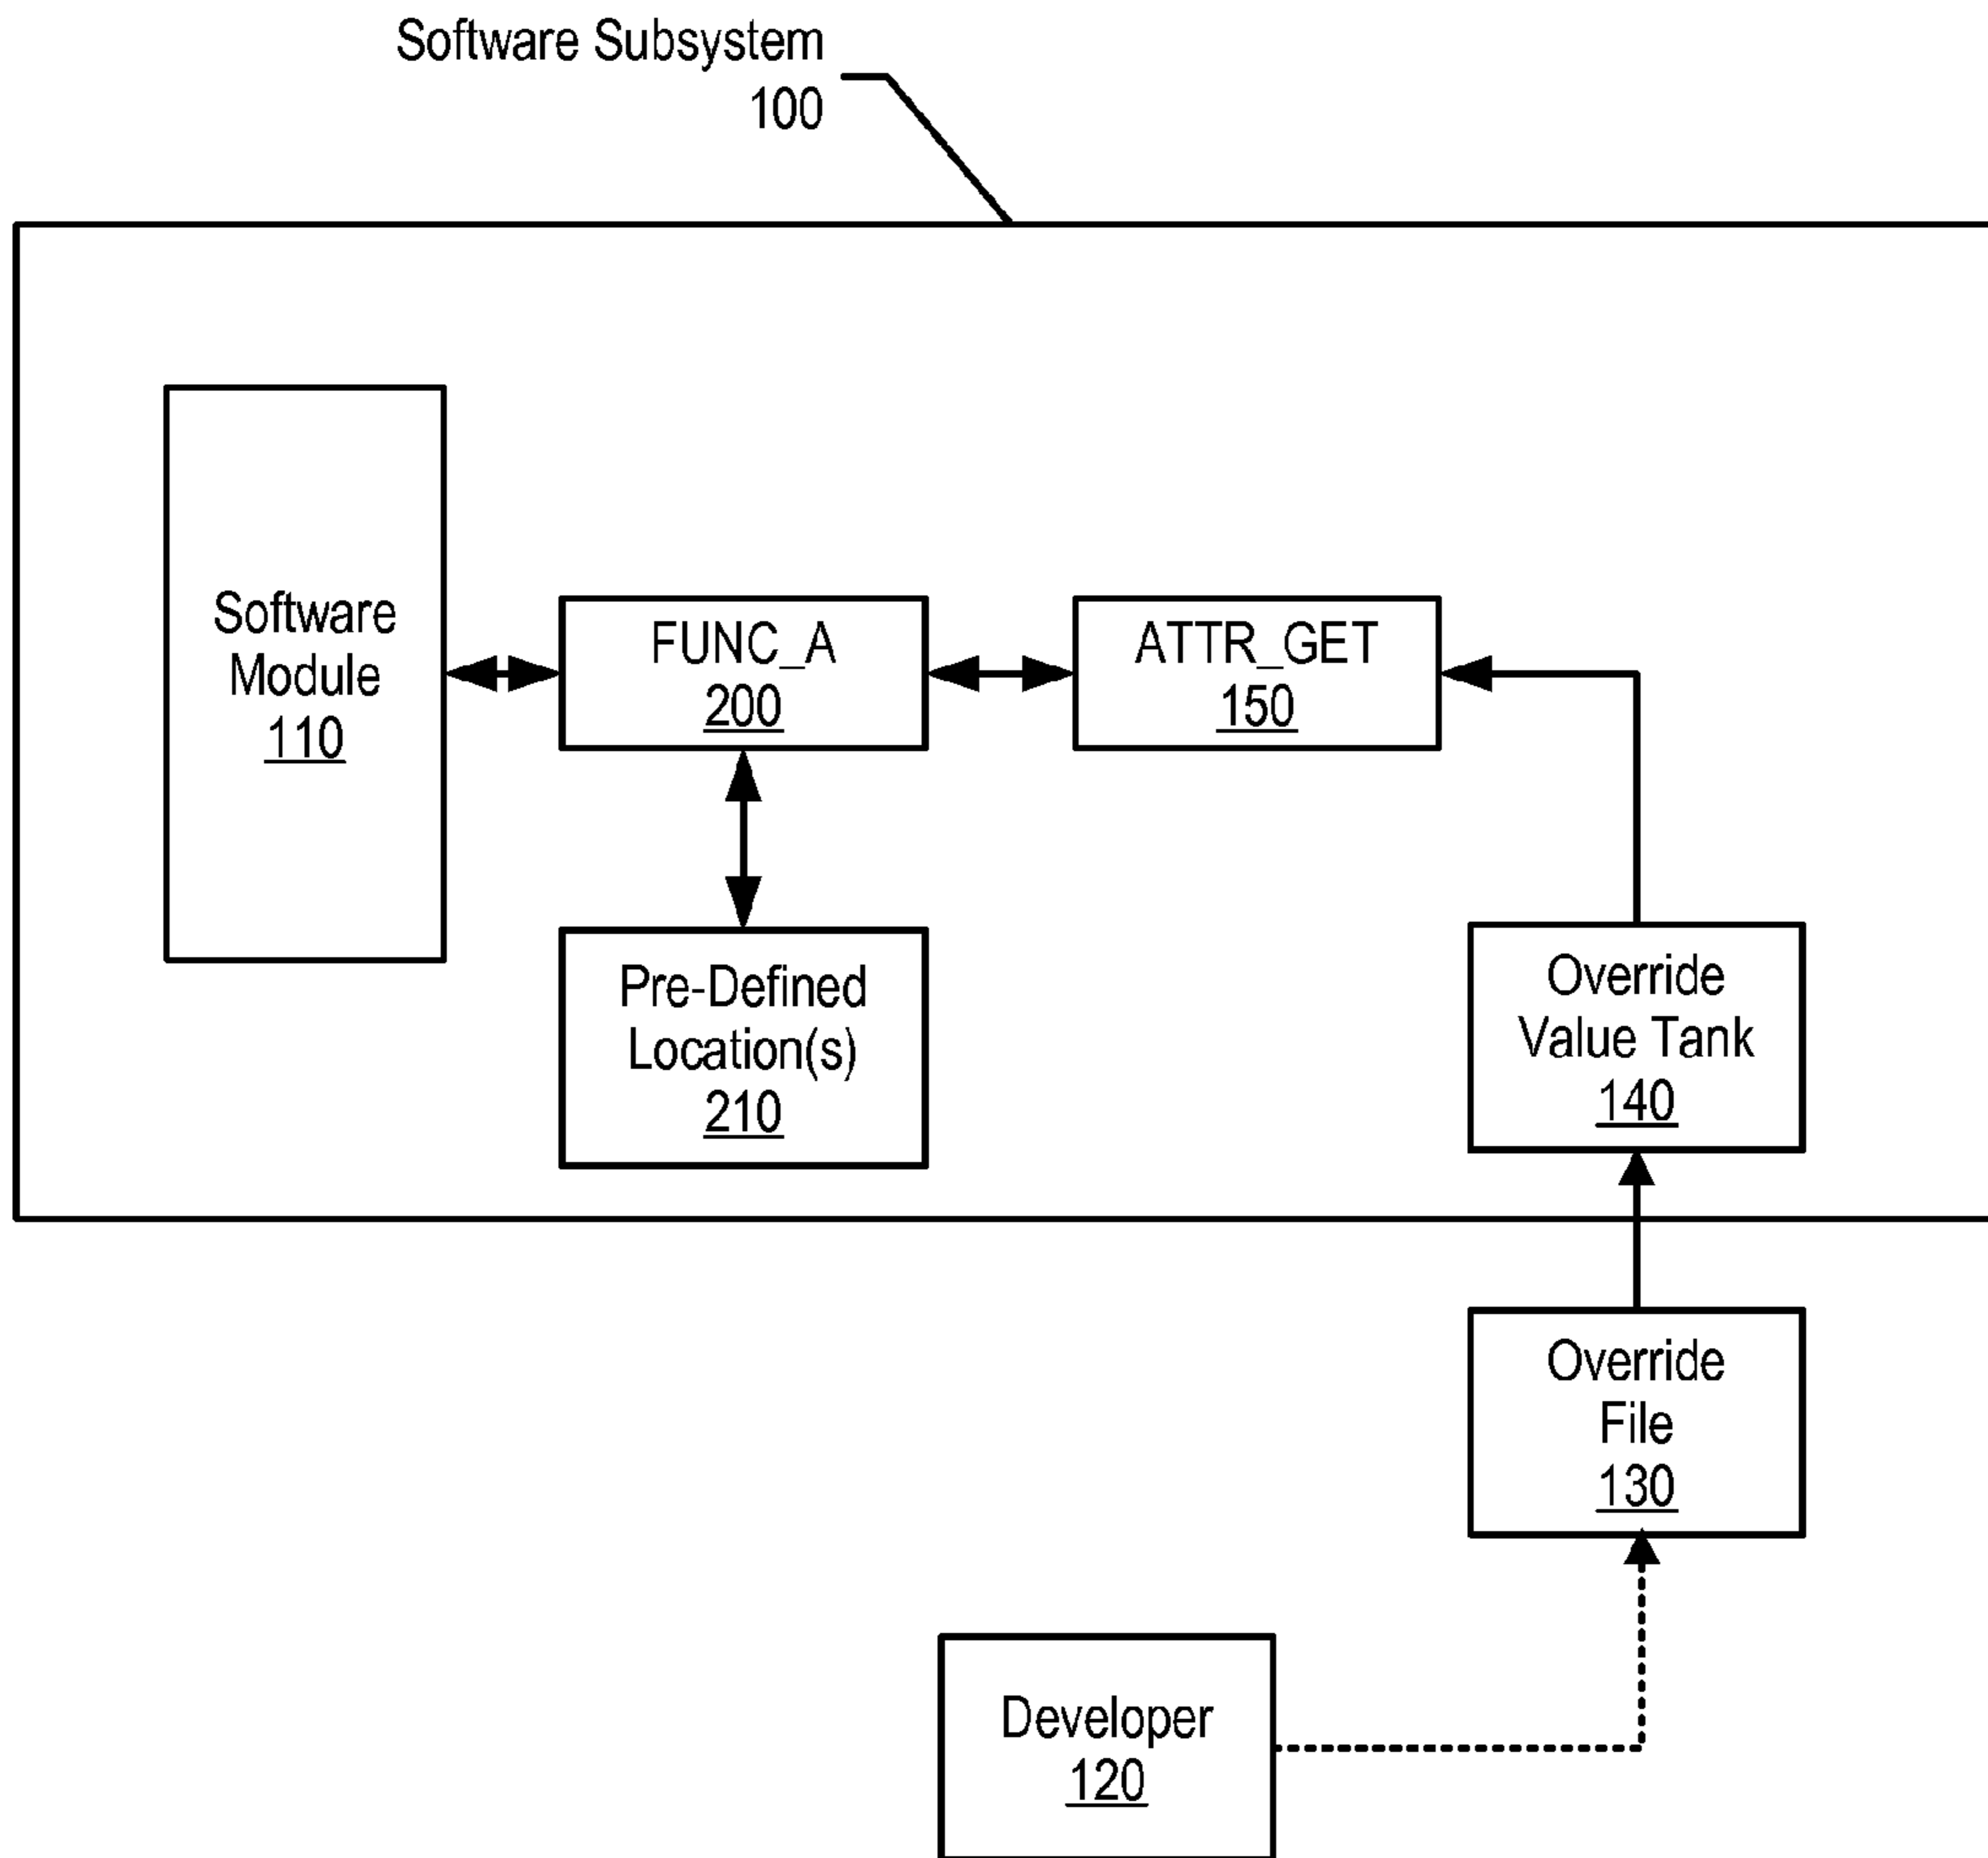 Software Subsystem
100
Software
Module
110
FUNC_A
200
ATTR_GET
150
Pre-Defined
Location(s)
210
Override
Value Tank
140
Override
File
130
Developer
120